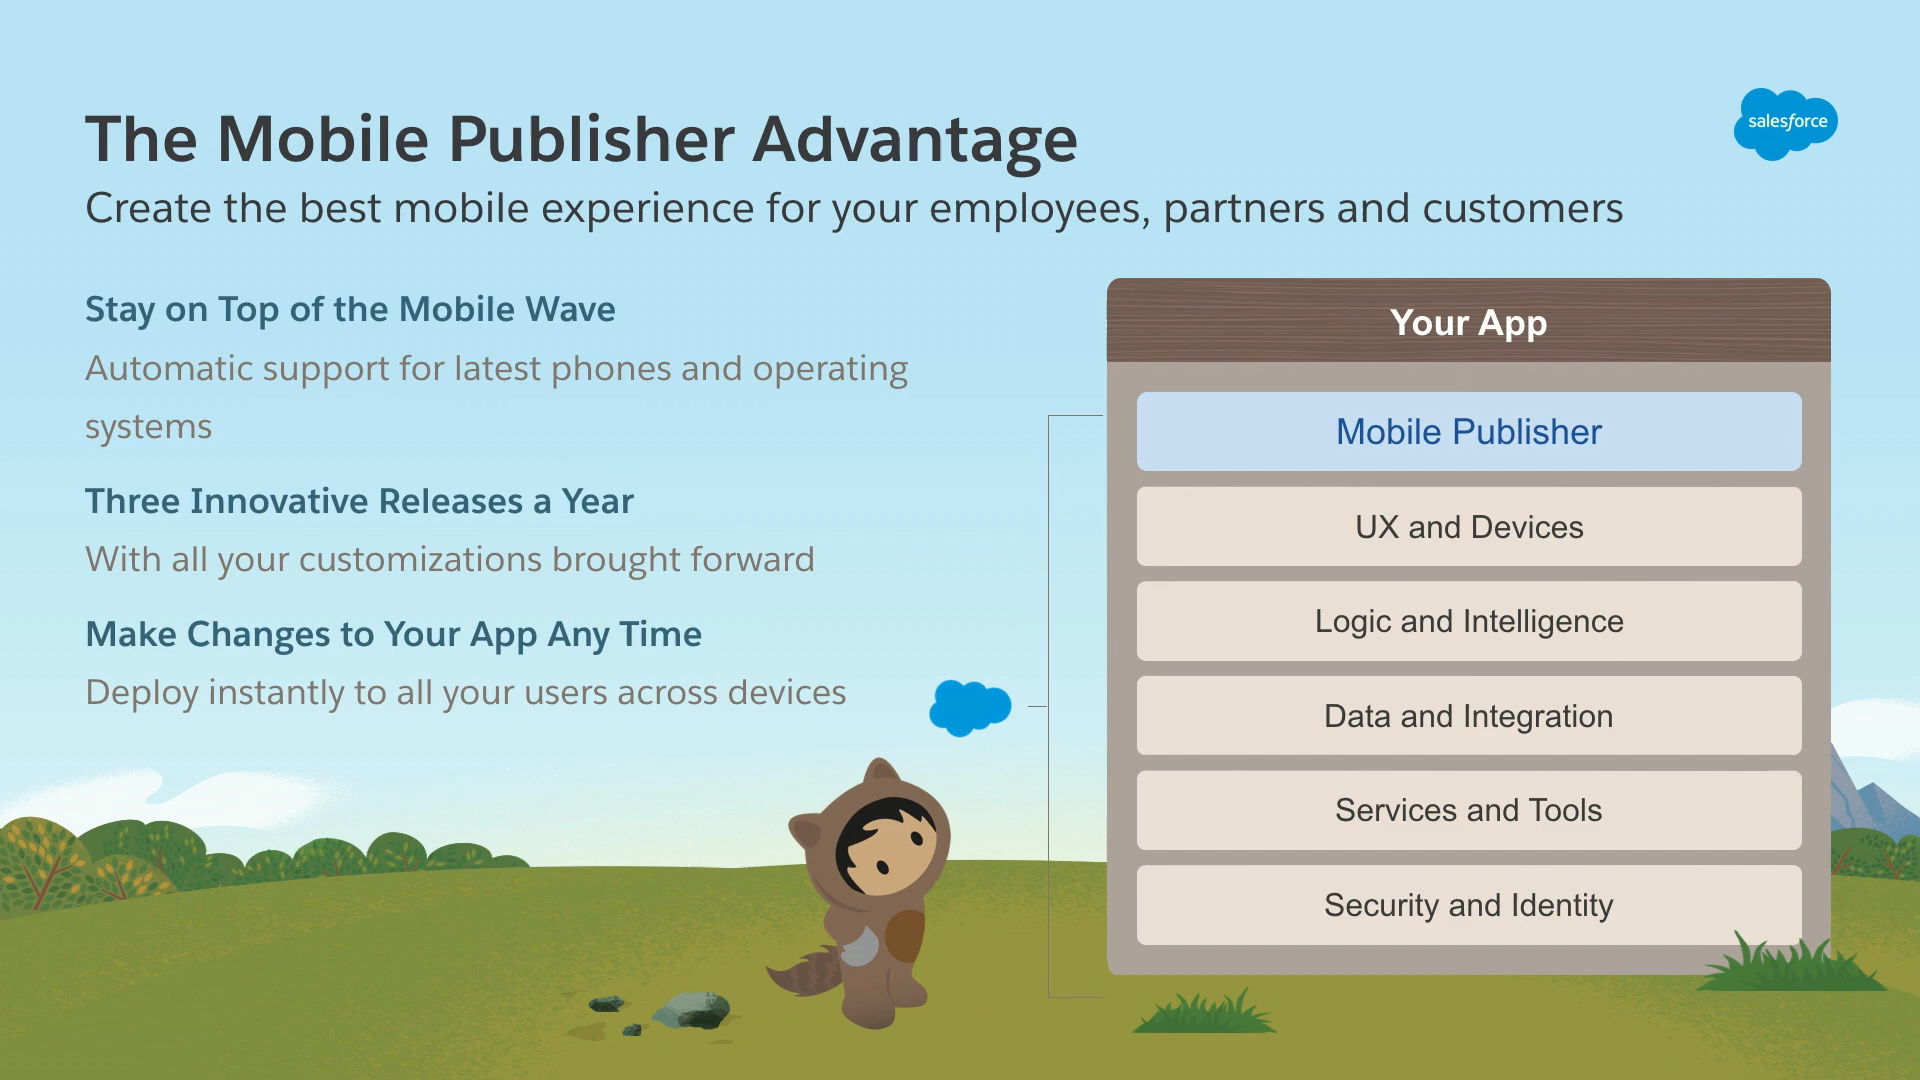 The Mobile Publisher Advantage
salesforce
Create the best mobile experience for your employees, partners and customers
Stay on Top of the Mobile Wave
Automatic support for latest phones and operating
systems
Three Innovative Releases a Year
With all your customizations brought forward
Make Changes to Your App Any Time
Deploy instantly to all your users across devices
Your App
Mobile Publisher
UX and Devices
Logic and Intelligence
Data and Integration
Services and Tools
Security and Identity